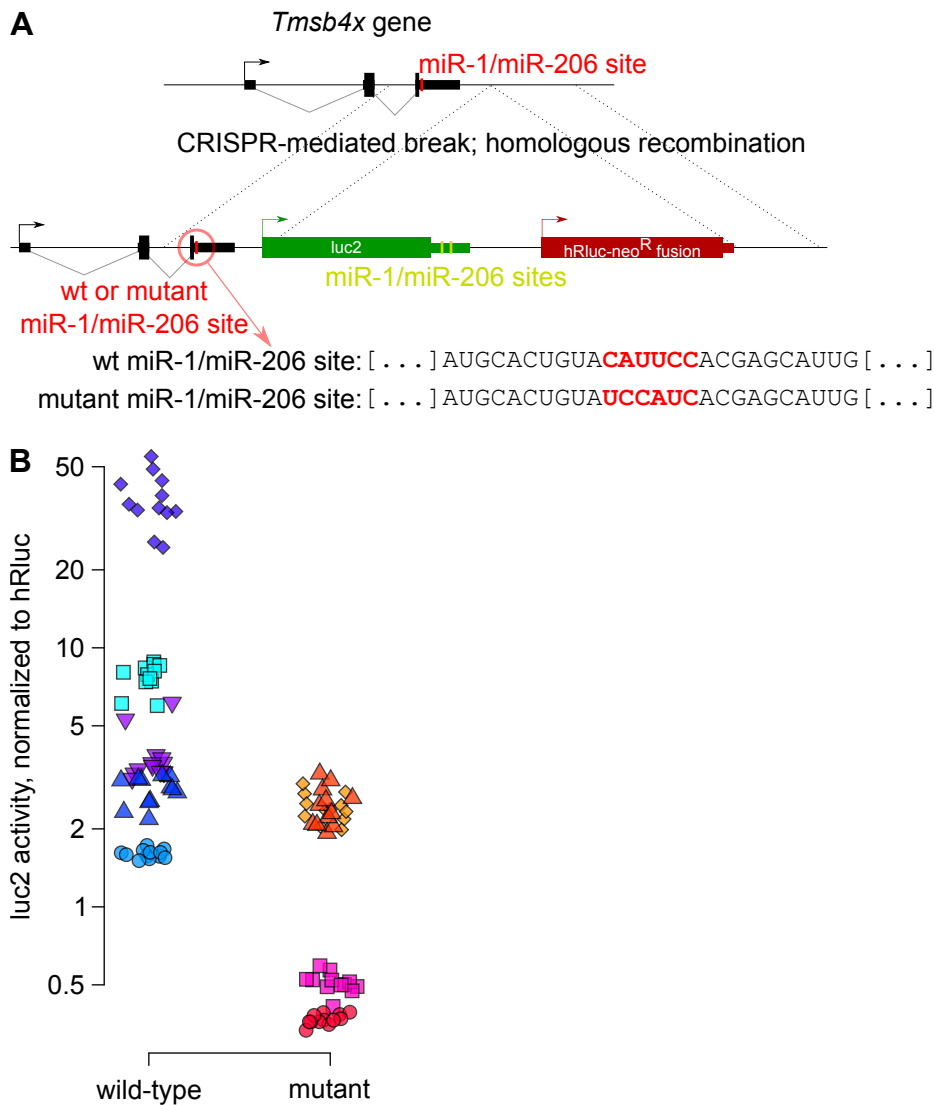 A
Tmsb4x gene
miR-1/miR-206 site
CRISPR-mediated break; homologous recombination
luc2
hRluc-neoR fusion
miR-1/miR-206 sites
wt or mutant
miR-1/miR-206 site
wt miR-1/miR-206 site: [...]AUGCACUGUACAUUCCACGAGCAUUG[...]
mutant miR-1/miR-206 site: [...]AUGCACUGUAUCCAUCACGAGCAUUG[...]
B
luc2 activity, normalized to hRluc
50
20
10
5
2
1
0.5
wild-type
mutant